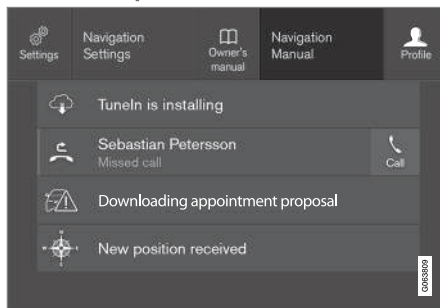 Settings
Navigation
Settings
Owner's
manual
Navigation
Manual
Profile
TuneIn is installing
Sebastian Petersson
Missed call
Call
Downloading appointment proposal
New position received
G063809